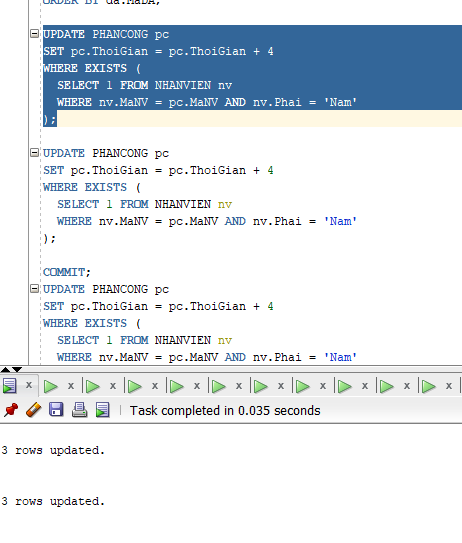 ORDER BY da.MaDA;
UPDATE PHANCONG pc
SET pc.ThoiGian = pc.ThoiGian + 4
WHERE EXISTS (
SELECT 1 FROM NHANVIEN nv
WHERE nv.MaNV = pc.MaNV AND nv.Phai = 'Nam'
);
UPDATE PHANCONG pc
SET pc.ThoiGian = pc.ThoiGian + 4
WHERE EXISTS (
SELECT 1 FROM NHANVIEN nv
WHERE nv.MaNV = pc.MaNV AND nv.Phai = 'Nam'
);
COMMIT;
UPDATE PHANCONG pc
SET pc.ThoiGian = pc.ThoiGian + 4
WHERE EXISTS (
SELECT 1 FROM NHANVIEN nv
WHERE nv.MaNV = pc.MaNV AND nv.Phai = 'Nam'
Task completed in 0.035 seconds
3 rows updated.
3 rows updated.